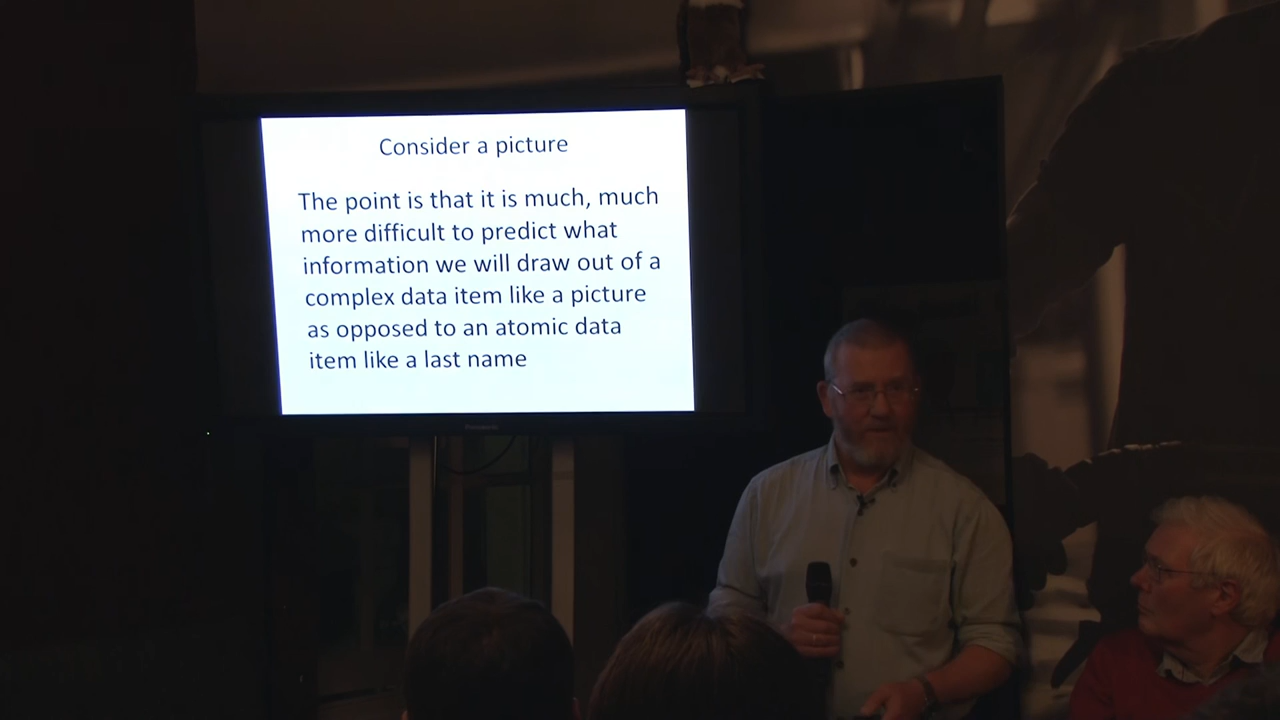 Consider a picture
The point is that it is much, much
more difficult to predict what
information we will draw out of a
complex data item like a picture
as opposed to an atomic data
item like a last name